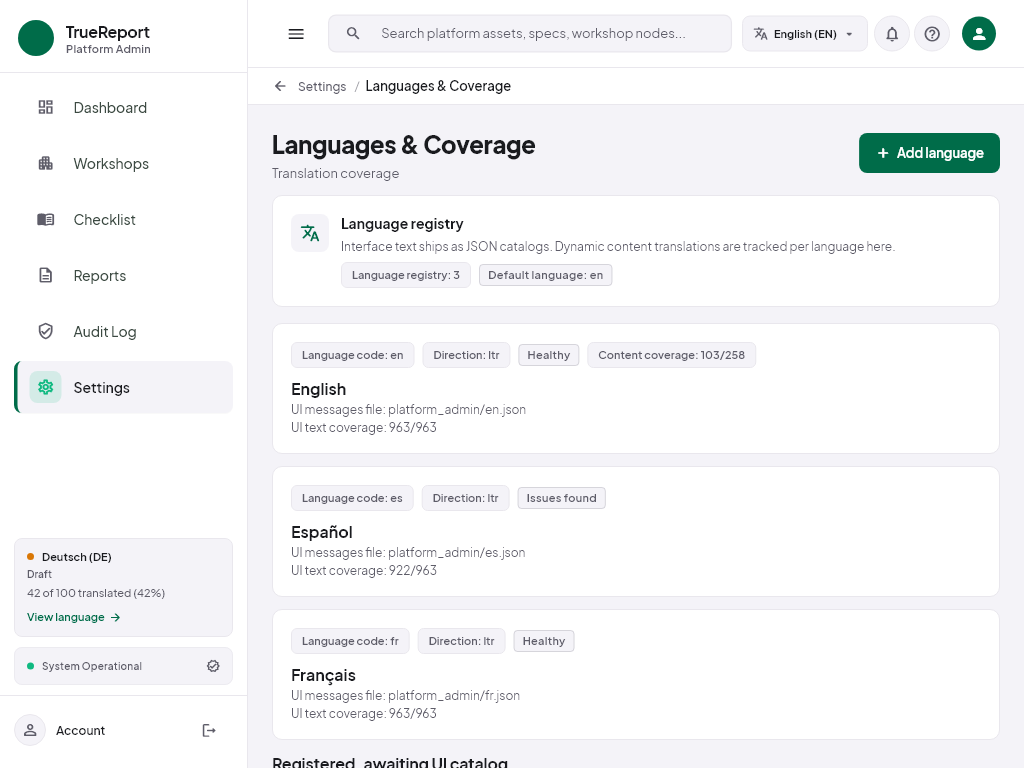 TrueReport
Platform Admin
Search platform assets, specs, workshop nodes...
English (EN)
Dashboard
Workshops
Checklist
Reports
Audit Log
Settings
Deutsch (DE)
Draft
42 of 100 translated (42%)
View language →
System Operational
Account
← Settings / Languages & Coverage
Languages & Coverage
Translation coverage
+ Add language
Language registry
Interface text ships as JSON catalogs. Dynamic content translations are tracked per language here.
Language registry: 3 Default language: en
Language code: en Direction: ltr Healthy Content coverage: 103/258
English
UI messages file: platform_admin/en.json
UI text coverage: 963/963
Language code: es Direction: ltr Issues found
Español
UI messages file: platform_admin/es.json
UI text coverage: 922/963
Language code: fr Direction: ltr Healthy
Français
UI messages file: platform_admin/fr.json
UI text coverage: 963/963
Registered, awaiting UI catalog